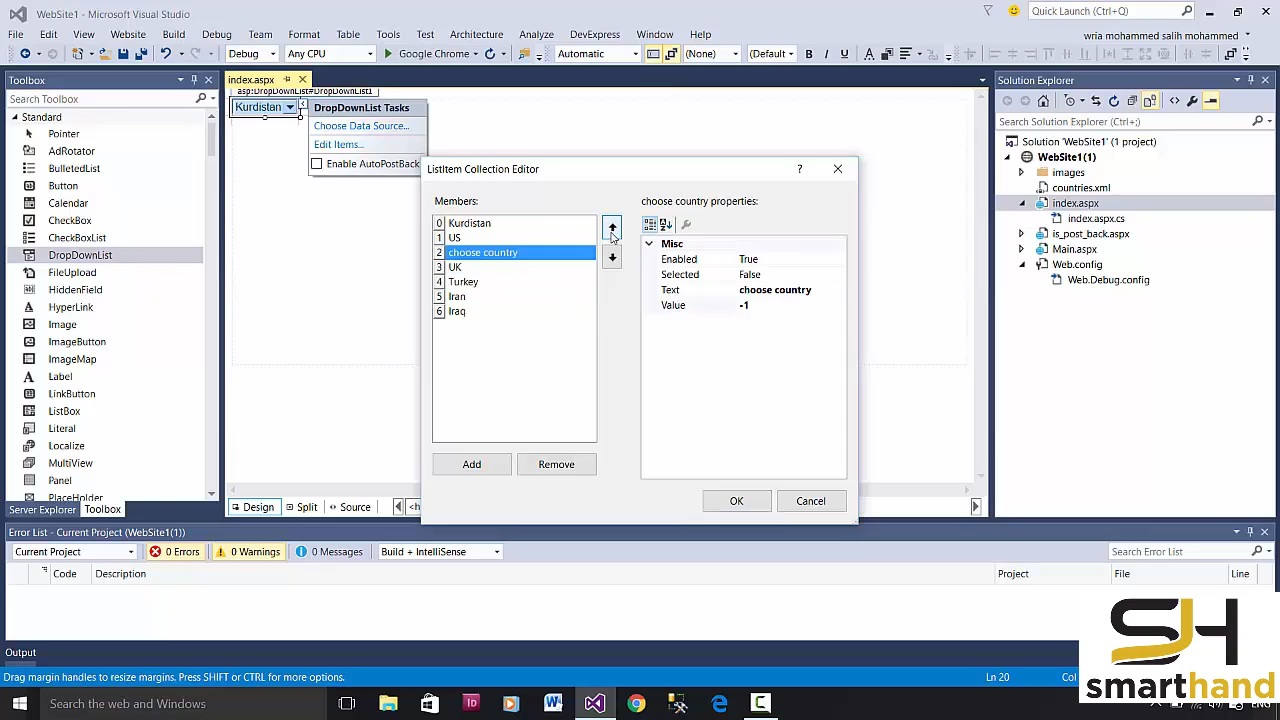 WebSite1 - Microsoft Visual Studio
Quick Launch (Ctrl+Q)
File Edit View Website Build Debug Team Format Table Tools Test Architecture Analyze DevExpress Window Help
wria mohammed salih mohammed
Debug Any CPU Google Chrome Automatic (None) (Default
B I U A
Toolbox
Search Toolbox
Standard
Pointer
AdRotator
BulletedList
Button
Calendar
CheckBox
CheckBoxList
DropDownList
FileUpload
HiddenField
HyperLink
Image
ImageButton
ImageMap
Label
LinkButton
ListBox
Literal
Localize
MultiView
Panel
PlaceHolder
Server Explorer Toolbox
index.aspx
asp:DropDownList#DropDownList1
Kurdistan
DropDownList Tasks
Choose Data Source...
Edit Items...
Enable AutoPostBack
ListItem Collection Editor
?
Members:
0 Kurdistan
1 US
2 choose country
3 UK
4 Turkey
5 Iran
6 Iraq
Add Remove
choose country properties:
Misc
Enabled True
Selected False
Text choose country
Value -1
OK Cancel
Design Split Source <h
Solution Explorer
Search Solution Explorer (Ctrl+;)
Solution 'WebSite1' (1 project)
WebSite1(1)
images
countries.xml
index.aspx
index.aspx.cs
is_post_back.aspx
Main.aspx
Web.config
Web.Debug.config
Error List - Current Project (WebSite1(1))
Current Project 0 Errors 0 Warnings 0 Messages Build + IntelliSense Search Error List
Code Description Project File Line
Output
Drag margin handles to resize margins. Press SHIFT or CTRL for more options.
Ln 20 Col
Search the web and Windows
ENG
SH
smarthand